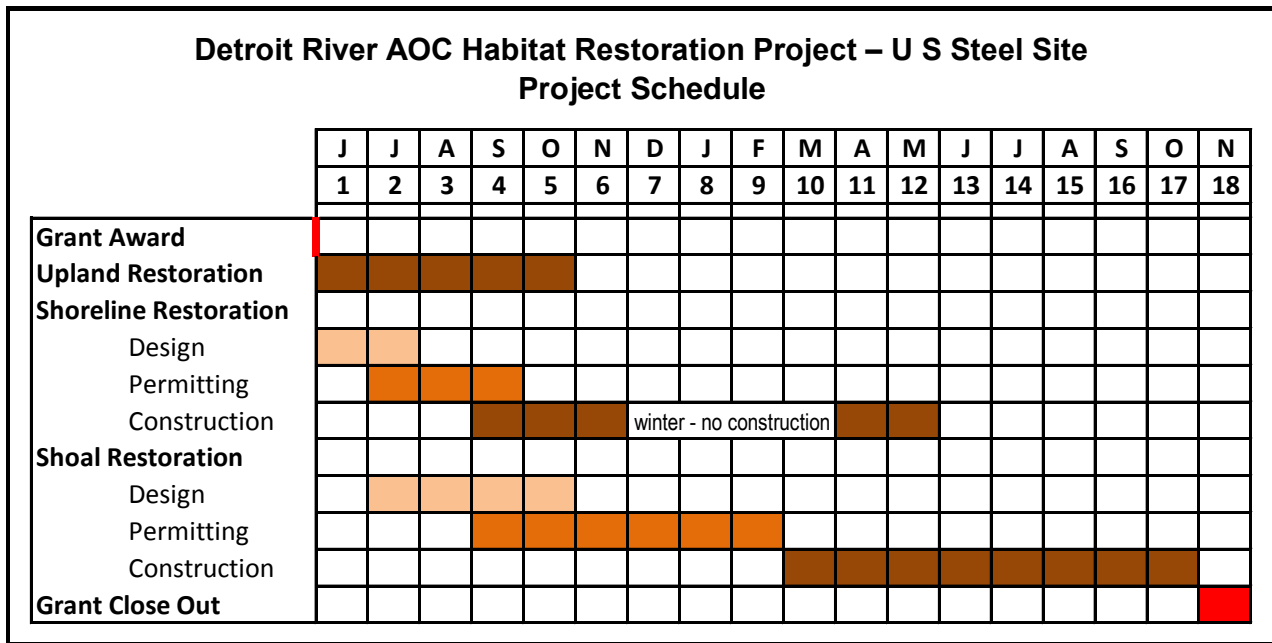 Detroit River AOC Habitat Restoration Project – U S Steel Site
Project Schedule
J J A S O N D J F M A M J J A S O N
1 2 3 4 5 6 7 8 9 10 11 12 13 14 15 16 17 18
Grant Award
Upland Restoration
Shoreline Restoration
Design
Permitting
Construction winter - no construction
Shoal Restoration
Design
Permitting
Construction
Grant Close Out